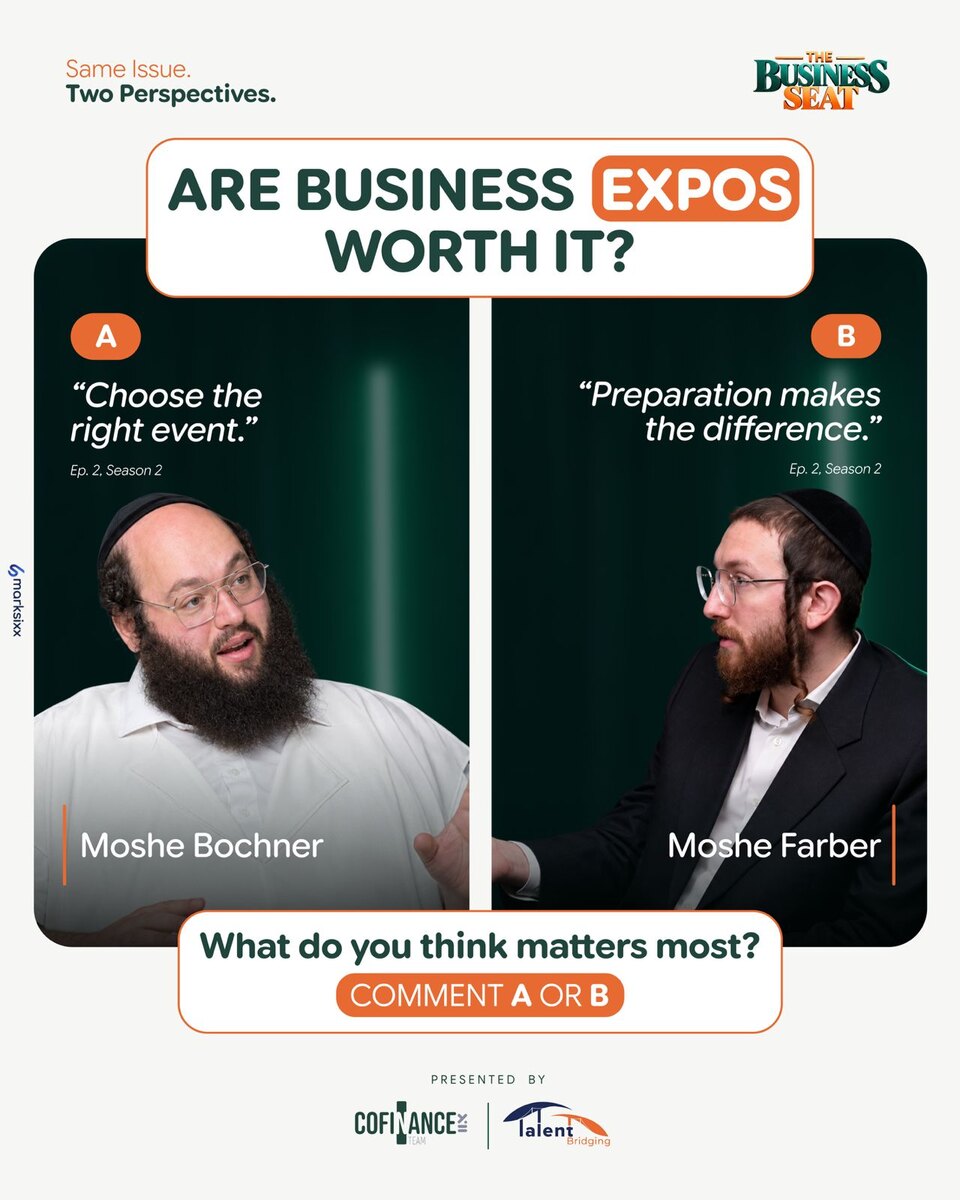 Same Issue.
Two Perspectives.
THE
BUSINESS
SEAT
ARE BUSINESS EXPOS
WORTH IT?
A
“Choose the
right event.”
Ep. 2, Season 2
B
“Preparation makes
the difference.”
Ep. 2, Season 2
marksixx
Moshe Bochner
Moshe Farber
What do you think matters most?
COMMENT A OR B
PRESENTED BY
COFINANCE
TEAM
Talent
Bridging